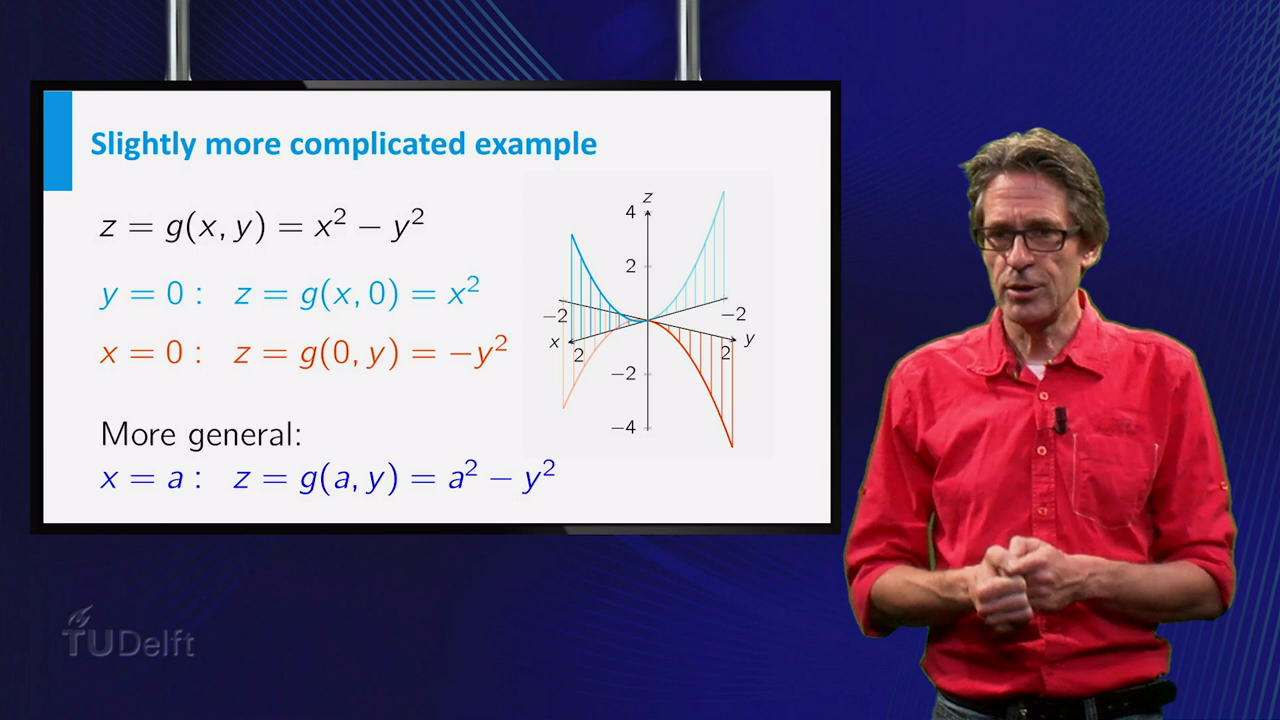 Slightly more complicated example
z = g(x, y) = x² − y²
y = 0 : z = g(x, 0) = x²
x = 0 : z = g(0, y) = −y²
More general:
x = a : z = g(a, y) = a² − y²
z
4
2
−2
−2
x
2
2
y
−2
−4
TUDelft